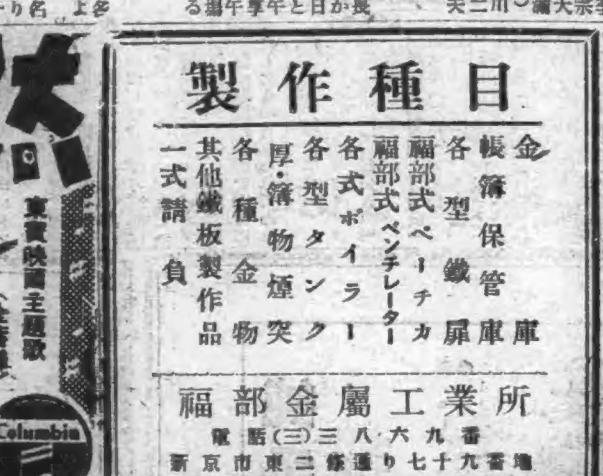 目種作製
金庫
帳簿保管庫
各型鐵扉
福部式ペーチカ
福部式ベンチレーター
各式ボイラー
各型タンク
厚・簿物煙突
各種金物
其他鐵板製作品
一式請負
福部金屬工業所
電話(三)三八六九番
新京市東二條通り七十九番地
東寶映畫主題歌
Columbia